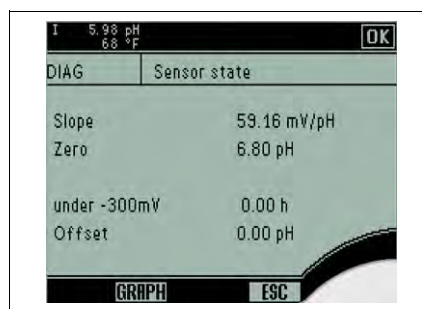 I 5.98 pH OK
68 °F
DIAG Sensor state
Slope 59.16 mV/pH
Zero 6.80 pH
under -300mV 0.00 h
Offset 0.00 pH
GRAPH ESC